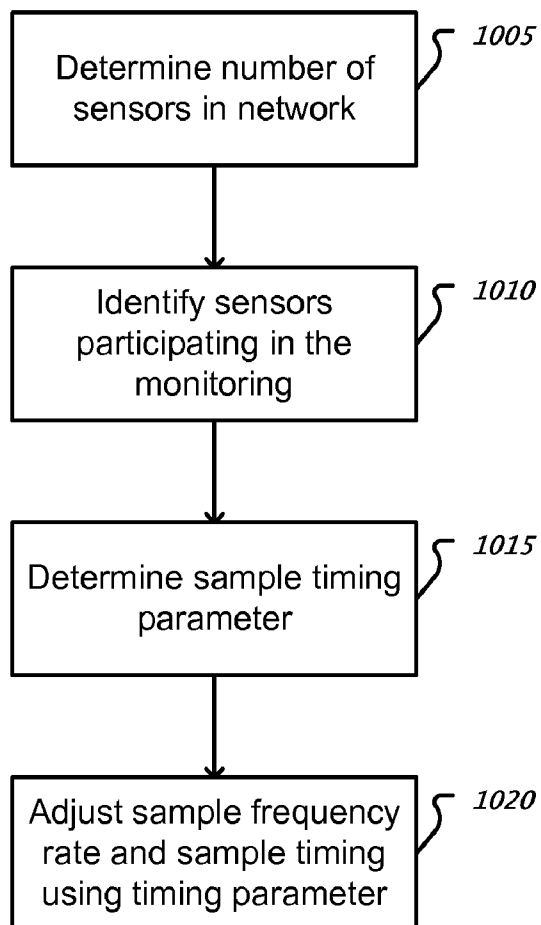 Determine number of
sensors in network
1005
Identify sensors
participating in the
monitoring
1010
Determine sample timing
parameter
1015
Adjust sample frequency
rate and sample timing
using timing parameter
1020